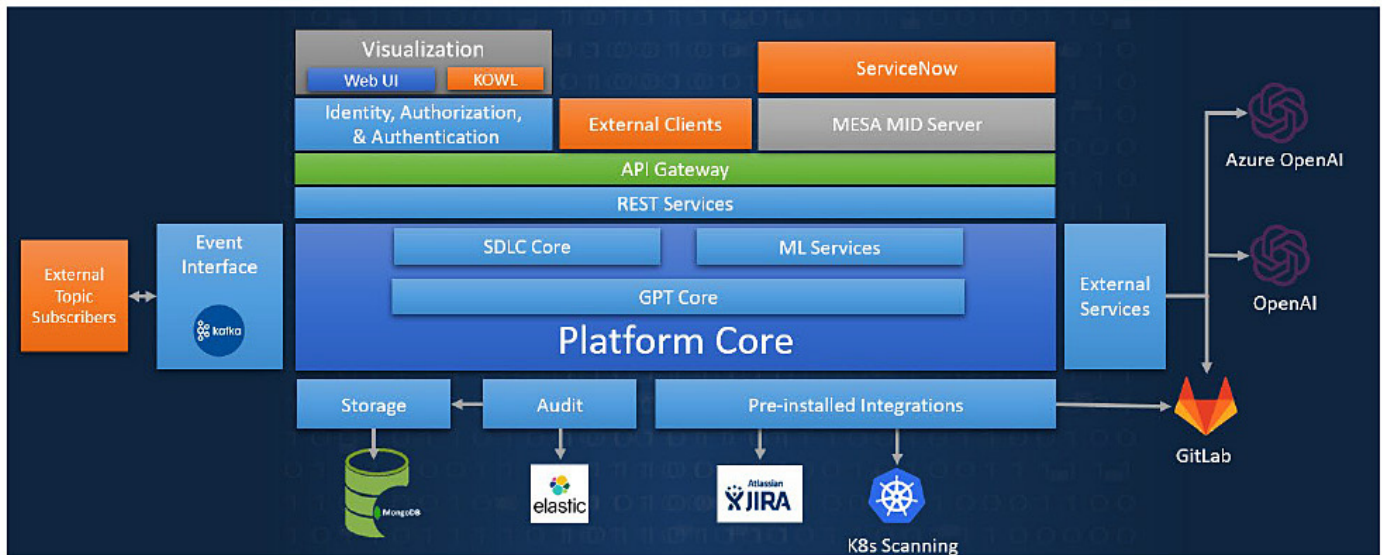 Visualization
Web UI
KOWL
ServiceNow
Identity, Authorization,
& Authentication
External Clients
MESA MID Server
Azure OpenAI
API Gateway
REST Services
External
Topic
Subscribers
Event
Interface
kafka
SDLC Core
ML Services
GPT Core
Platform Core
External
Services
OpenAI
Storage
Audit
Pre-installed Integrations
GitLab
MongoDB
elastic
Atlassian
JIRA
K8s Scanning